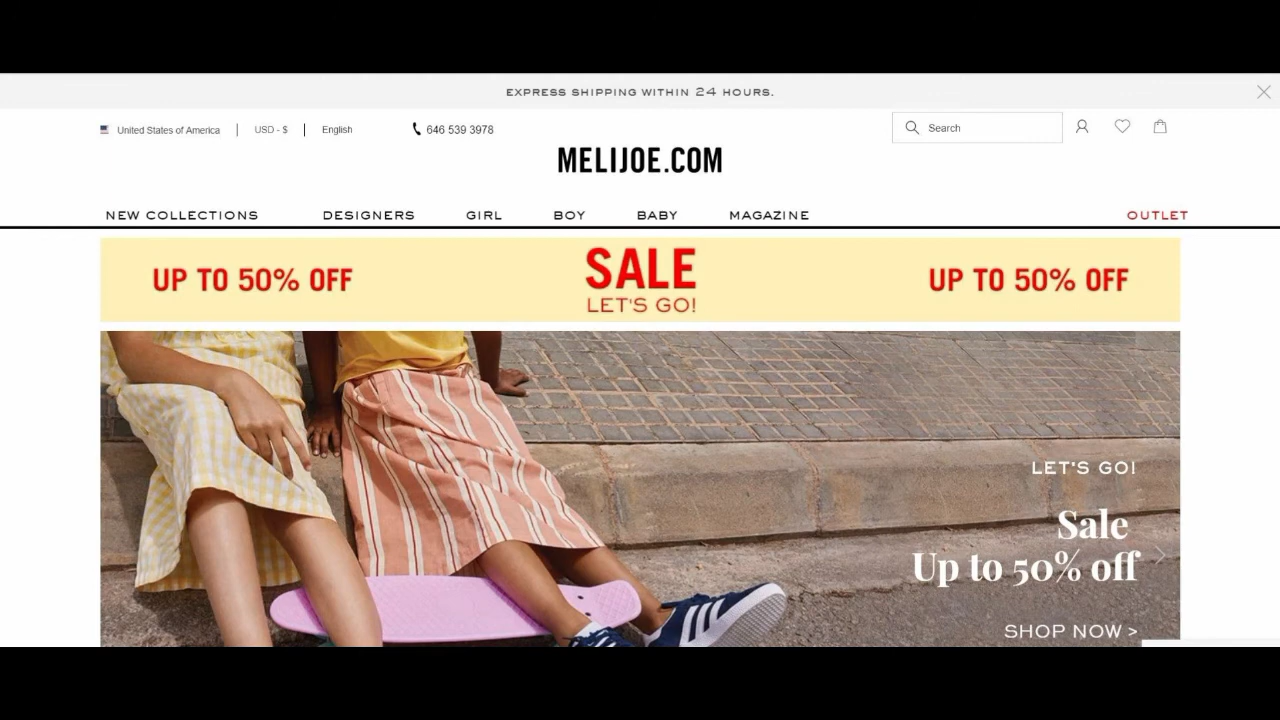 EXPRESS SHIPPING WITHIN 24 HOURS.
United States of America | USD - $ | English 646 539 3978 Search
MELIJOE.COM
NEW COLLECTIONS DESIGNERS GIRL BOY BABY MAGAZINE OUTLET
UP TO 50% OFF SALE UP TO 50% OFF
LET'S GO!
LET'S GO!
Sale
Up to 50% off
SHOP NOW >